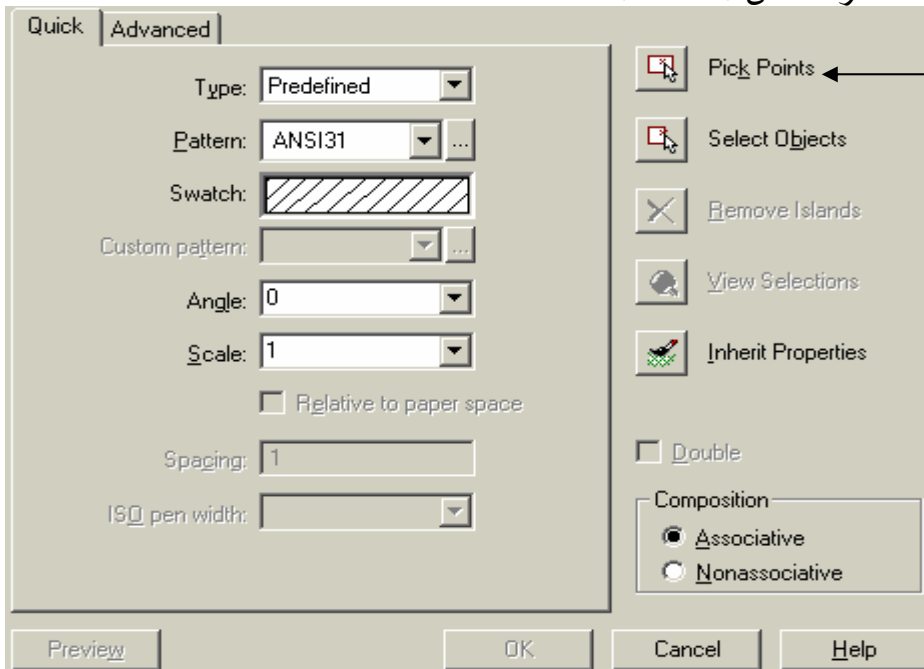 Quick
Advanced
Type: Predefined
Pattern: ANSI31 ...
Swatch:
Custom pattern: ...
Angle: 0
Scale: 1
Relative to paper space
Spacing: 1
ISO pen width:
Pick Points
Select Objects
Remove Islands
View Selections
Inherit Properties
Double
Composition
Associative
Nonassociative
Preview
OK
Cancel
Help